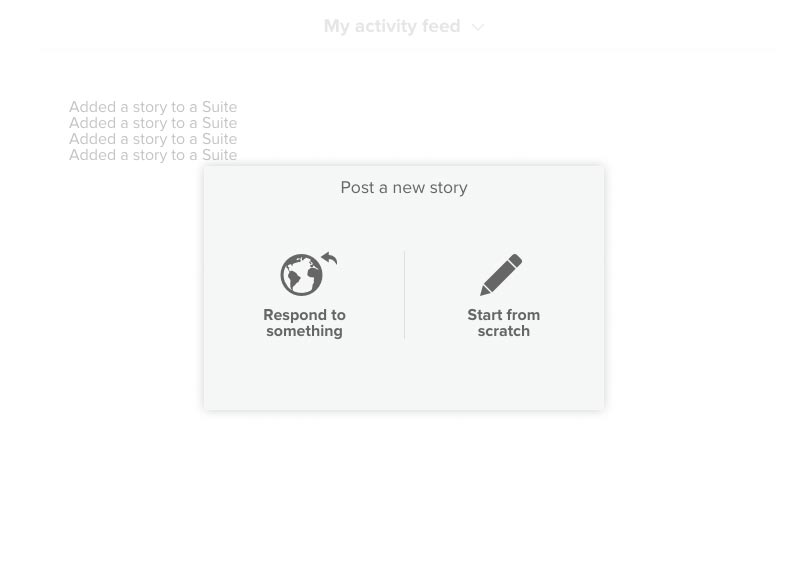 My activity feed
Added a story to a Suite
Added a story to a Suite
Added a story to a Suite
Added a story to a Suite
Post a new story
Respond to
something
Start from
scratch